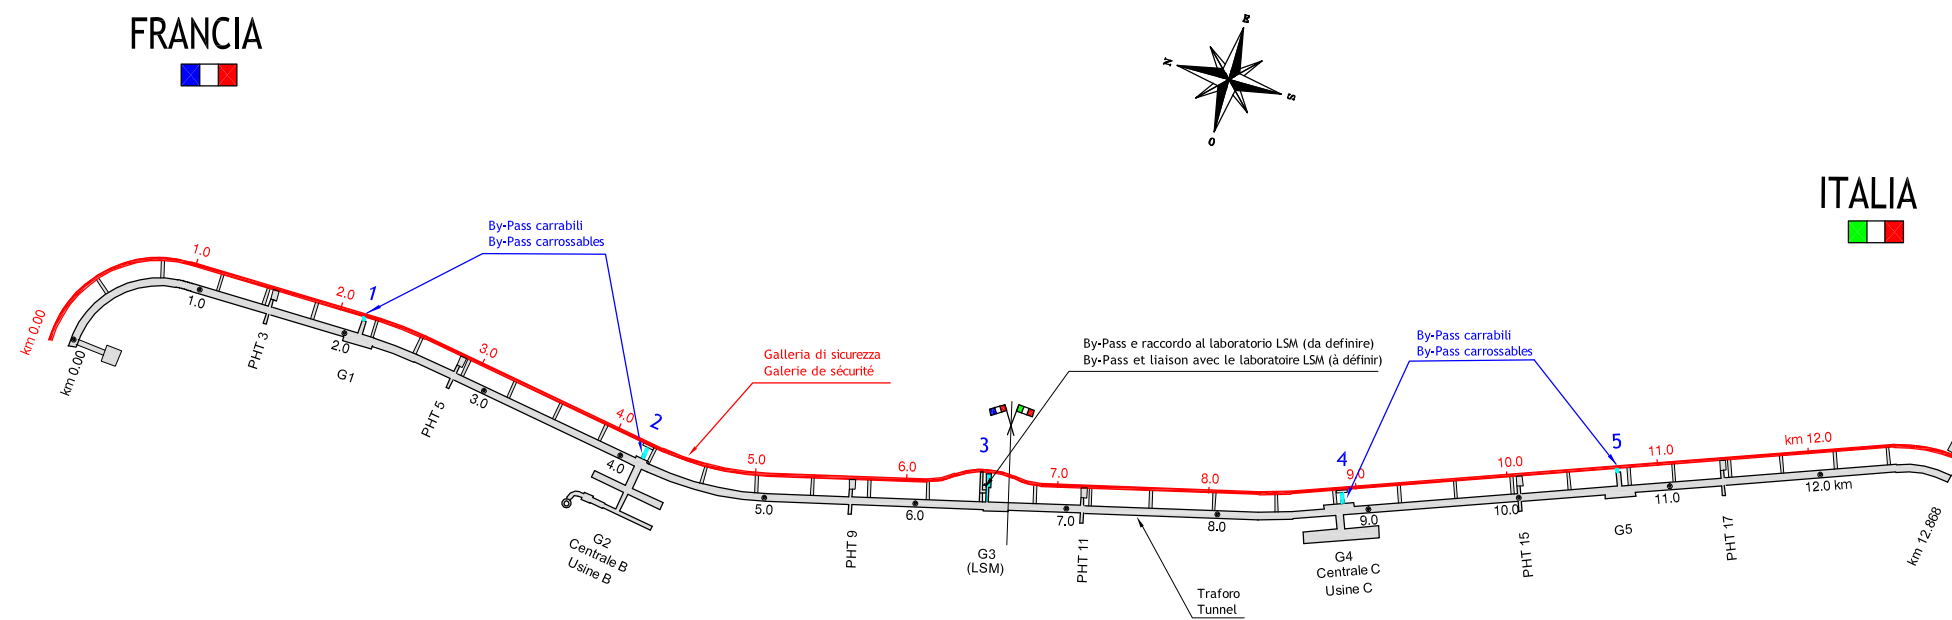 FRANCIA
E
N
S
O
ITALIA
By-Pass carrabili
By-Pass carrossables
1.0
2.0
1
km 0.00
1.0
2.0
km 0.00
PHT 3
G1
3.0
3.0
PHT 5
4.0
2
4.0
Galleria di sicurezza
Galerie de sécurité
By-Pass e raccordo al laboratorio LSM (da definire)
By-Pass et liaison avec le laboratoire LSM (à définir)
By-Pass carrabili
By-Pass carrossables
5.0
6.0
3
7.0
8.0
4
9.0
10.0
5
11.0
km 12.0
5.0
6.0
7.0
8.0
9.0
10.0
11.0
12.0 km
G2
Centrale B
Usine B
PHT 9
G3
(LSM)
PHT 11
G4
Centrale C
Usine C
PHT 15
G5
PHT 17
km 12.868
Traforo
Tunnel